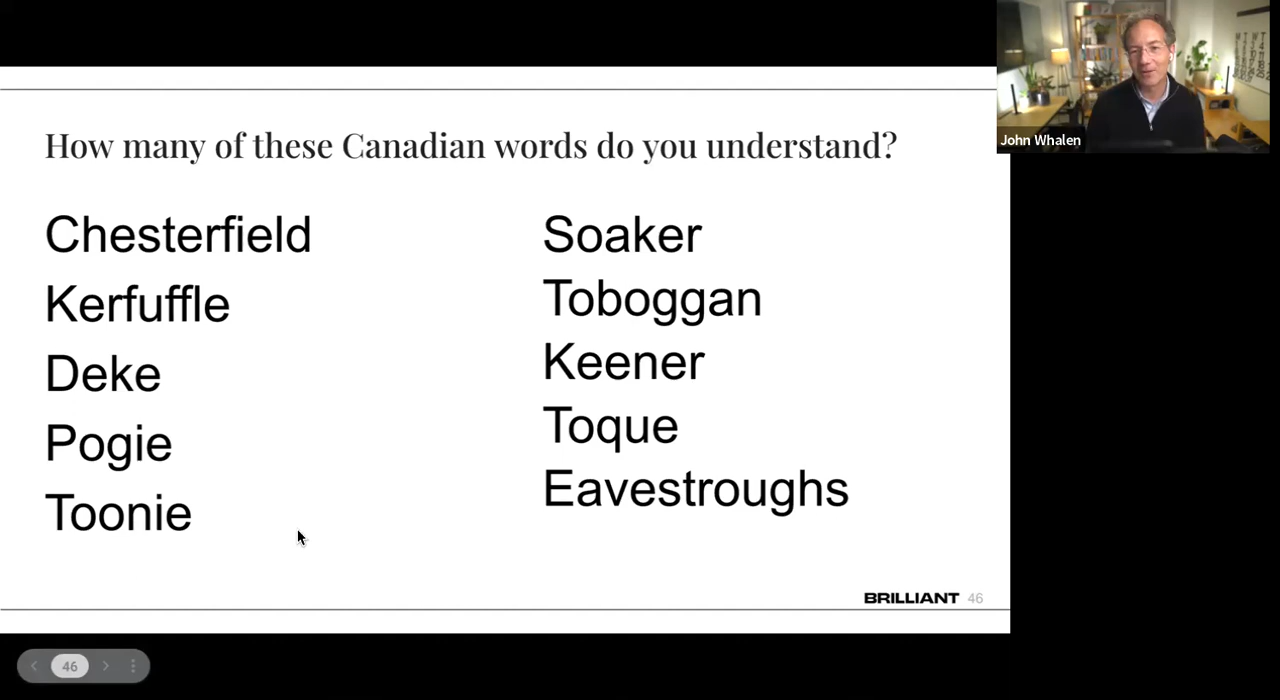 How many of these Canadian words do you understand?
Chesterfield
Kerfuffle
Deke
Pogie
Toonie
Soaker
Toboggan
Keener
Toque
Eavestroughs
BRILLIANT 46
John Whalen
46